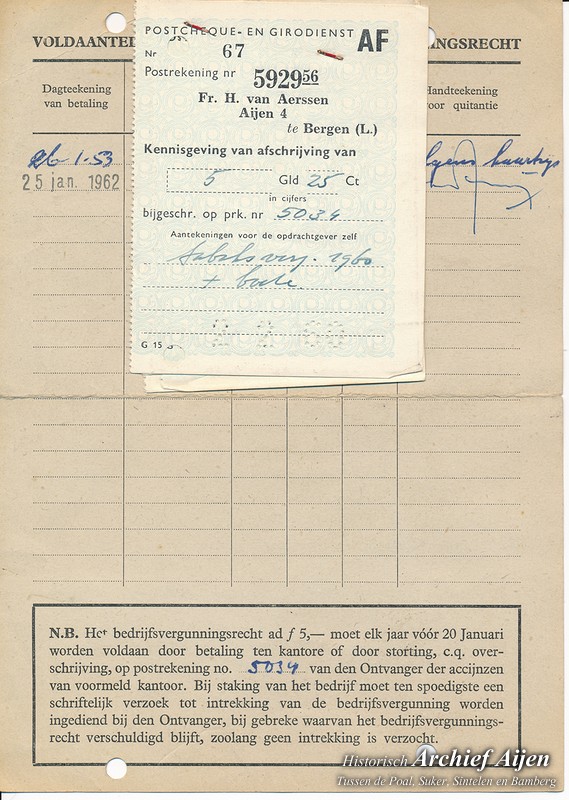 VOLDAANTE
NGSRECHT
Dagteekening
van betaling
Handteekening
voor quitantie
26-1-53
25 jan. 1962
POSTCHEQUE- EN GIRODIENST AF
Nr 67
Postrekening nr 592956
Fr. H. van Aerssen
Aijen 4
te Bergen (L.)
Kennisgeving van afschrijving van
5 Gld 25 Ct
in cijfers
bijgeschr. op prk. nr 5034
Aantekeningen voor de opdrachtgever zelf
1960
G 15
N.B. Het bedrijfsvergunningsrecht ad ƒ 5,— moet elk jaar vóór 20 Januari
worden voldaan door betaling ten kantore of door storting, c.q. over-
schrijving, op postrekening no. 5034 van den Ontvanger der accijnzen
van voormeld kantoor. Bij staking van het bedrijf moet ten spoedigste een
schriftelijk verzoek tot intrekking van de bedrijfsvergunning worden
ingediend bij den Ontvanger, bij gebreke waarvan het bedrijfsvergunnings-
recht verschuldigd blijft, zoolang geen intrekking is verzocht.
Historisch Archief Aijen
Tussen de Poal, Suker, Sintelen en Bamberg